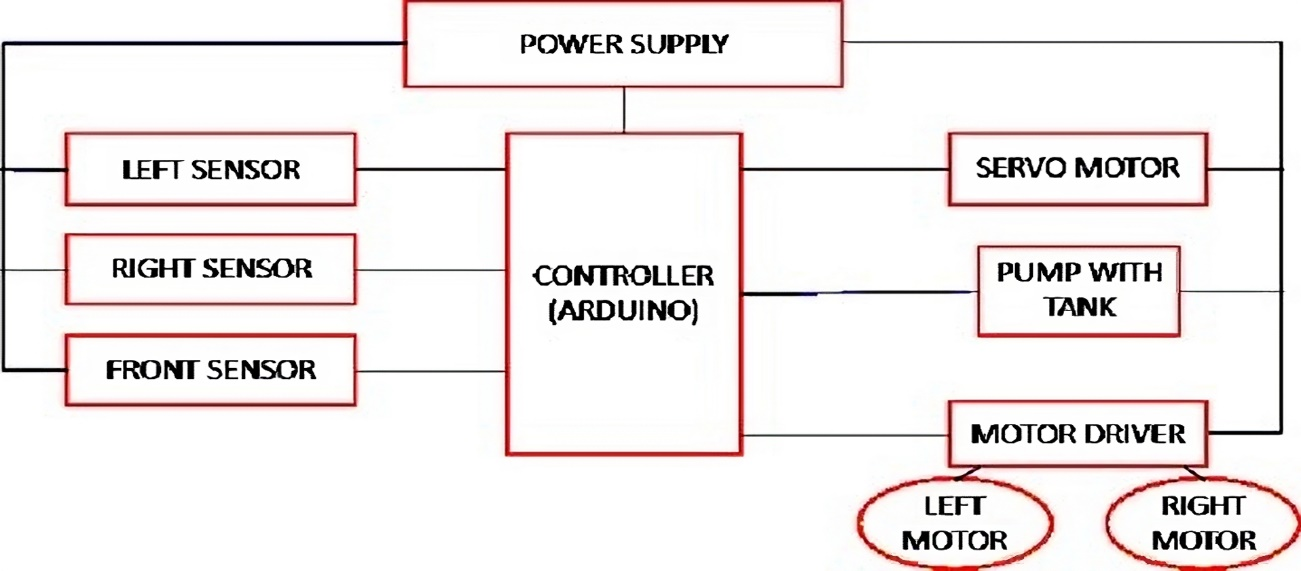 POWER SUPPLY
LEFT SENSOR
RIGHT SENSOR
FRONT SENSOR
CONTROLLER
(ARDUINO)
SERVO MOTOR
PUMP WITH
TANK
MOTOR DRIVER
LEFT
MOTOR
RIGHT
MOTOR